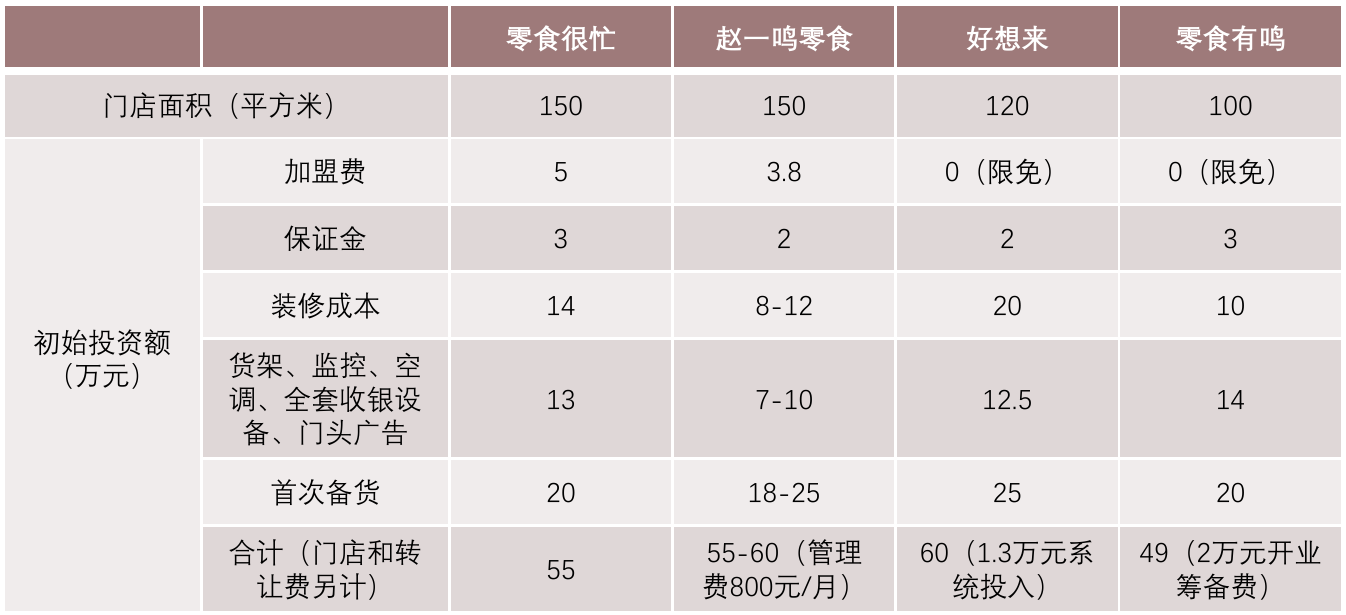 零食很忙 赵一鸣零食 好想来 零食有鸣
门店面积（平方米） 150 150 120 100
初始投资额
（万元）
加盟费 5 3.8 0（限免） 0（限免）
保证金 3 2 2 3
装修成本 14 8-12 20 10
货架、监控、空
调、全套收银设
备、门头广告
13 7-10 12.5 14
首次备货 20 18-25 25 20
合计（门店和转
让费另计）
55
55-60（管理
费800元/月）
60（1.3万元系
统投入）
49（2万元开业
筹备费）